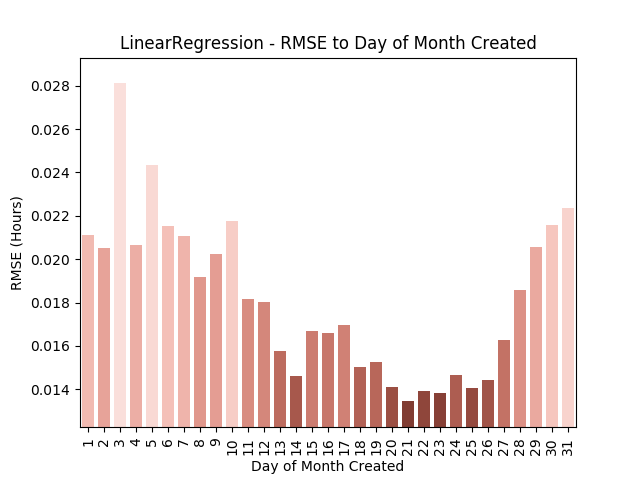 LinearRegression - RMSE to Day of Month Created
RMSE (Hours)
0.028
0.026
0.024
0.022
0.020
0.018
0.016
0.014
1 2 3 4 5 6 7 8 9 10 11 12 13 14 15 16 17 18 19 20 21 22 23 24 25 26 27 28 29 30 31
Day of Month Created